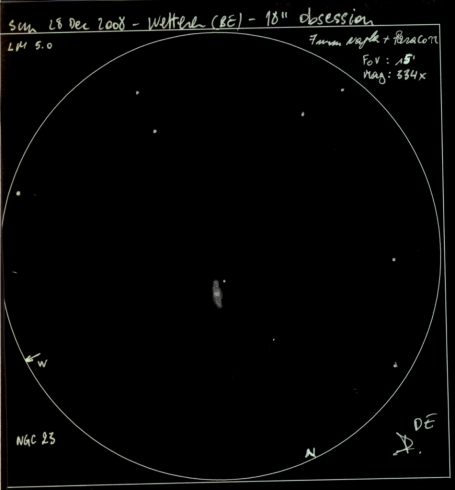 Sun 28 Dec 2008 - Wetteren (BE) - 18" obsession
LM 5.0
7mm Nagler + Paracorr
FoV : 15'
Mag : 334x
W
NGC 23
N
DE